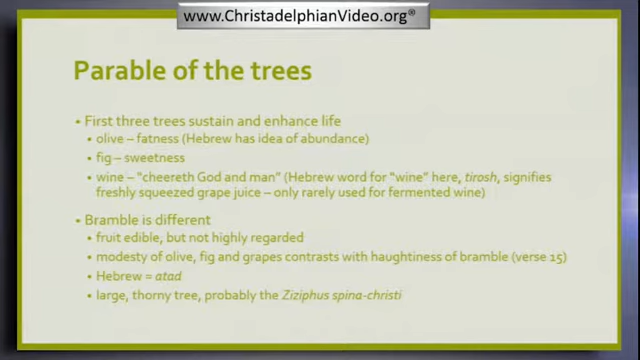 www.ChristadelphianVideo.org®
Parable of the trees
• First three trees sustain and enhance life
• olive – fatness (Hebrew has idea of abundance)
• fig – sweetness
• wine – “cheereth God and man” (Hebrew word for “wine” here, tirosh, signifies
freshly squeezed grape juice – only rarely used for fermented wine)
• Bramble is different
• fruit edible, but not highly regarded
• modesty of olive, fig and grapes contrasts with haughtiness of bramble (verse 15)
• Hebrew = atad
• large, thorny tree, probably the Ziziphus spina-christi